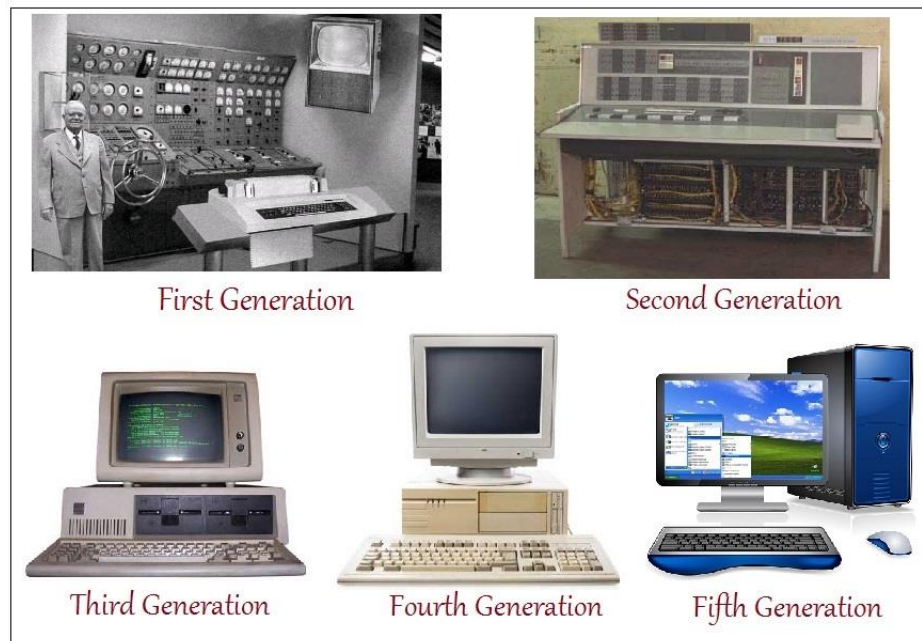 First Generation
Second Generation
Third Generation
Fourth Generation
Fifth Generation